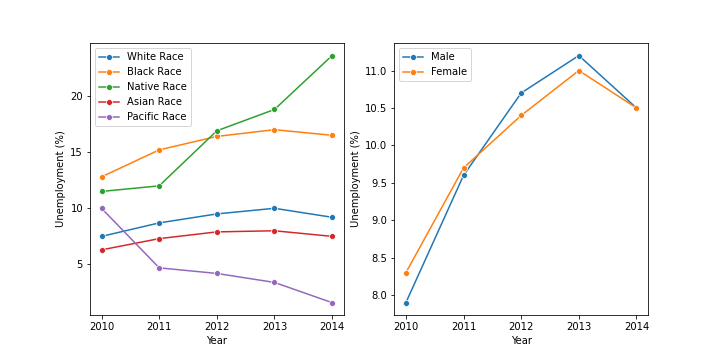 White Race
Black Race
Native Race
Asian Race
Pacific Race
20
15
10
5
Unemployment (%)
2010 2011 2012 2013 2014
Year
Male
Female
11.0
10.5
10.0
9.5
9.0
8.5
8.0
Unemployment (%)
2010 2011 2012 2013 2014
Year